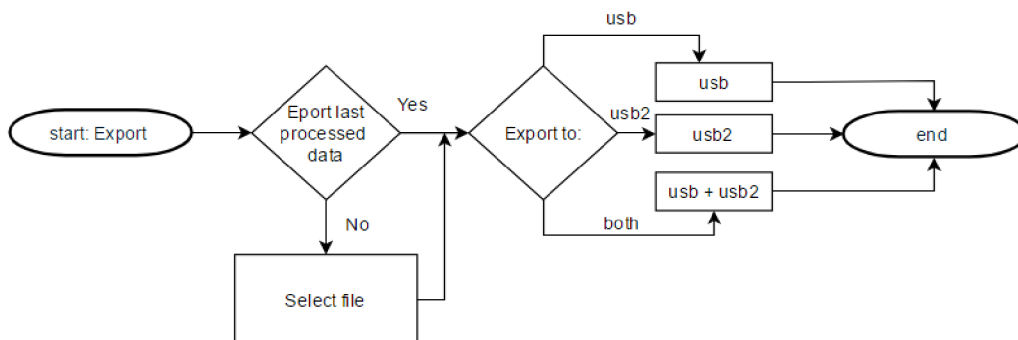 usb
usb
Yes
Eport last
processed
data
start: Export
Export to:
usb2
usb2
end
usb + usb2
No
both
Select file